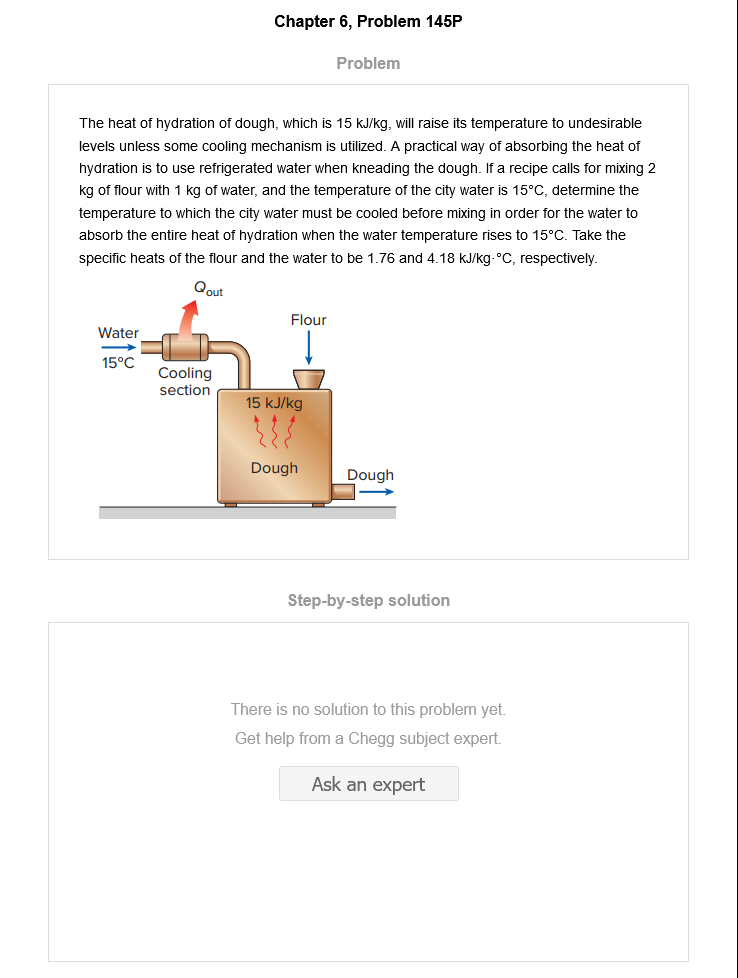 Chapter 6, Problem 145P
Problem
The heat of hydration of dough, which is 15 kJ/kg, will raise its temperature to undesirable
levels unless some cooling mechanism is utilized. A practical way of absorbing the heat of
hydration is to use refrigerated water when kneading the dough. If a recipe calls for mixing 2
kg of flour with 1 kg of water, and the temperature of the city water is 15°C, determine the
temperature to which the city water must be cooled before mixing in order for the water to
absorb the entire heat of hydration when the water temperature rises to 15°C. Take the
specific heats of the flour and the water to be 1.76 and 4.18 kJ/kg·°C, respectively.
Qout
Flour
Water
15°C
Cooling
section
15 kJ/kg
Dough
Dough
Step-by-step solution
There is no solution to this problem yet.
Get help from a Chegg subject expert.
Ask an expert